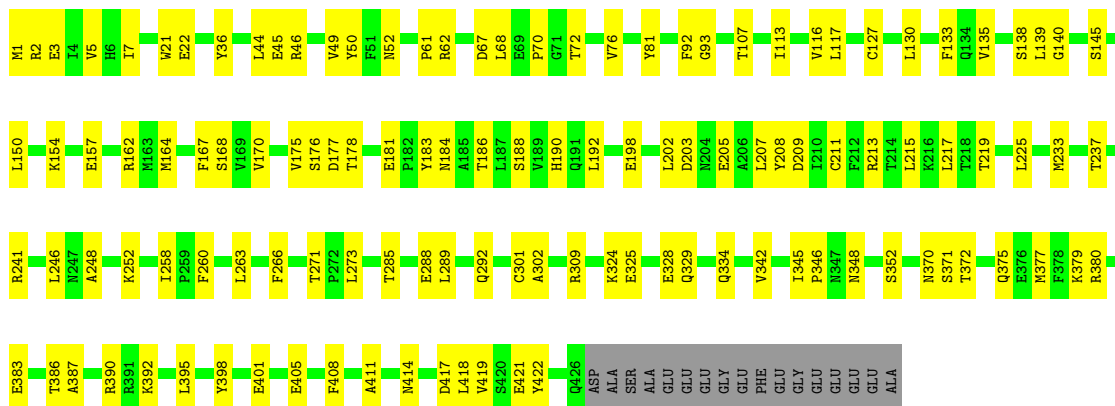 M1 R2 E3 I4 V5 H6 I7 W21 E22 Y36 L44 E45 R46 V49 Y50 F51 N52 P61 R62 D67 L68 E69 P70 G71 T72 V76 Y81 F92 G93 T107 I113 V116 L117 C127 L130 F133 Q134 V135 S138 L139 G140 S145
L150 K154 E157 R162 M163 M164 F167 S168 V169 V170 V175 S176 D177 T178 E181 P182 Y183 N184 A185 T186 L187 S188 V189 H190 Q191 L192 E198 L202 D203 N204 E205 A206 L207 Y208 D209 I210 C211 F212 R213 T214 L215 K216 L217 T218 T219 L225 M233 T237
R241 L246 N247 A248 K252 I258 P259 F260 L263 F266 T271 P272 L273 T285 E288 L289 Q292 C301 A302 R309 K324 E325 E328 Q329 Q334 V342 I345 P346 N347 N348 S352 N370 S371 T372 Q375 E376 M377 F378 K379 R380
E383 T386 A387 R390 R391 K392 L395 Y398 E401 E405 F408 A411 N414 D417 L418 V419 S420 E421 Y422 Q426 ASP ALA SER ALA GLU GLU GLU GLY GLU PHE GLU GLY GLU GLU GLU GLU ALA